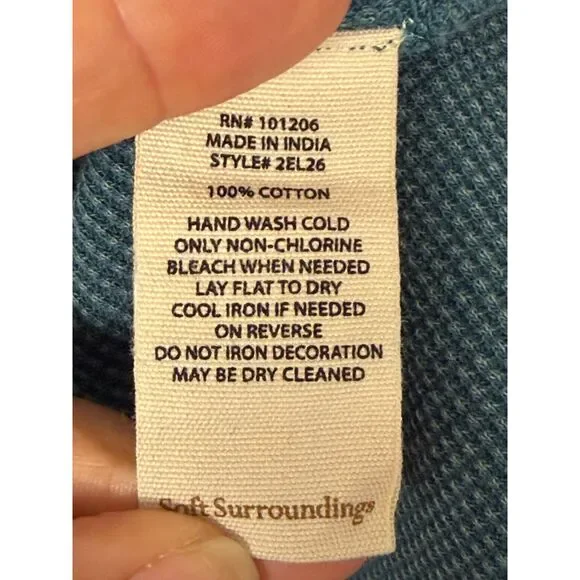 RN# 101206
MADE IN INDIA
STYLE# 2EL26
100% COTTON
HAND WASH COLD
ONLY NON-CHLORINE
BLEACH WHEN NEEDED
LAY FLAT TO DRY
COOL IRON IF NEEDED
ON REVERSE
DO NOT IRON DECORATION
MAY BE DRY CLEANED
Soft Surroundings